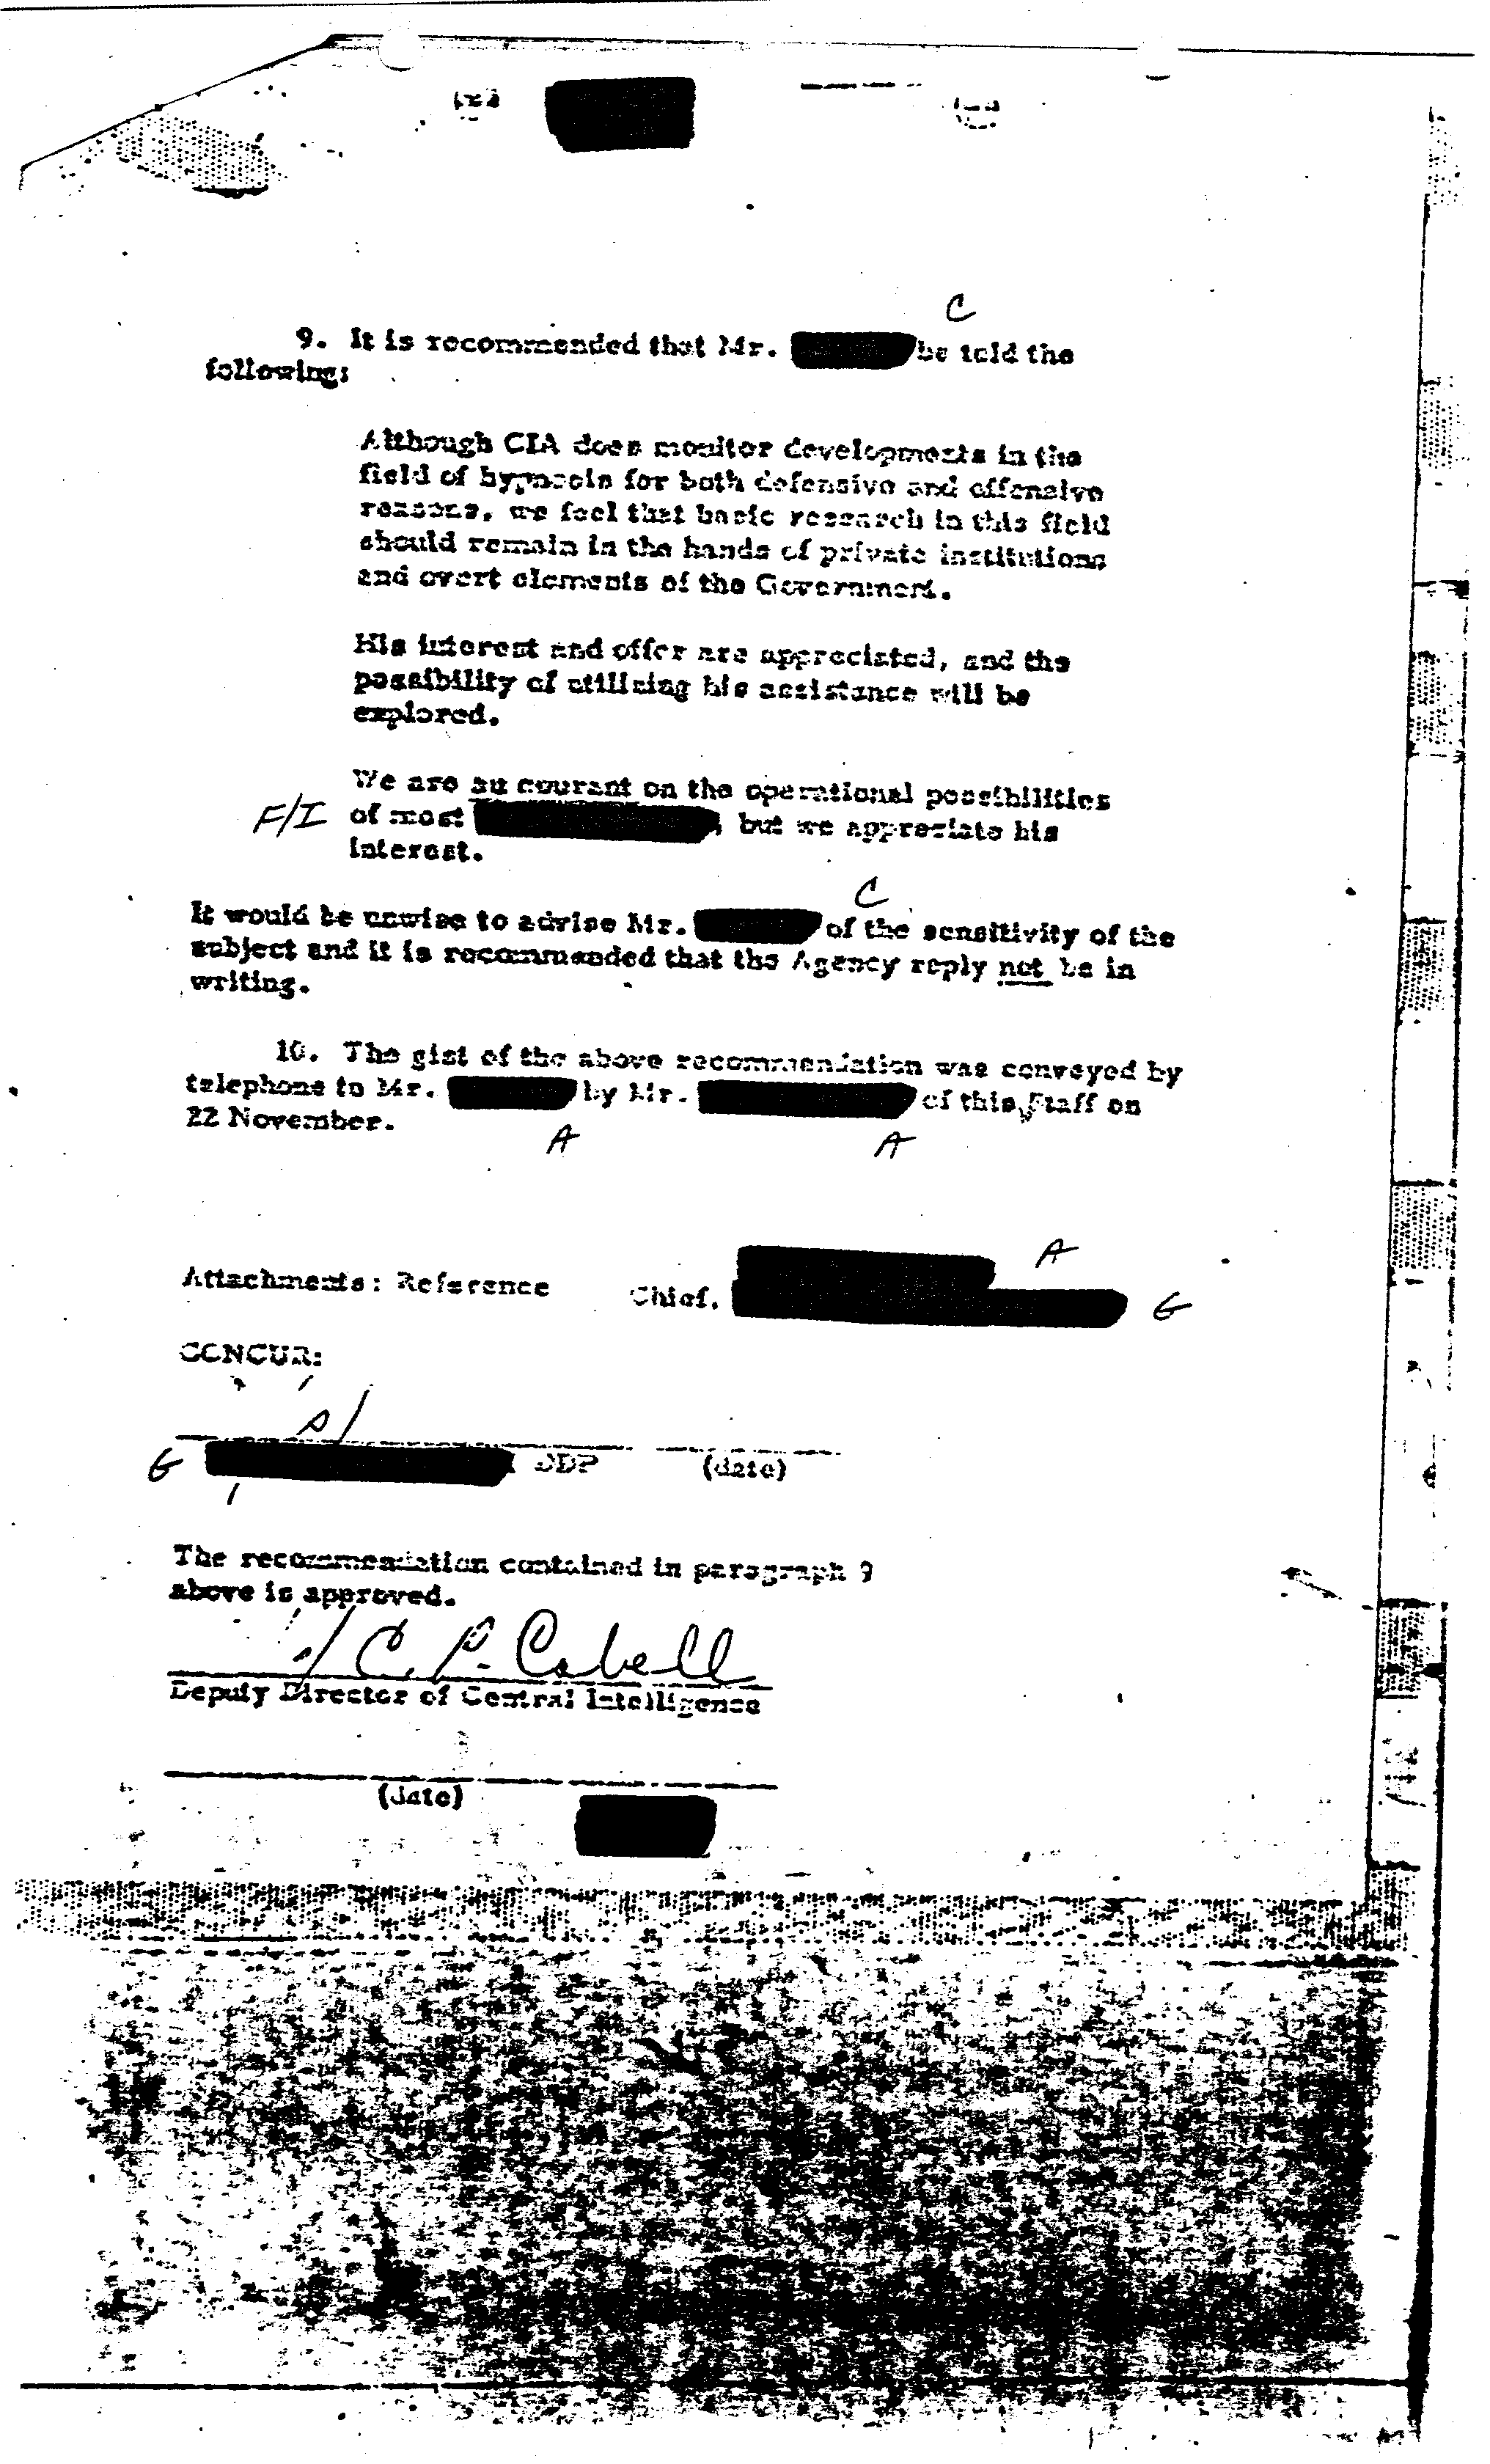 C
9. It is recommended that Mr. be told the
following:
Although CIA does monitor developments in the
field of hypnosis for both defensive and offensive
reasons, we feel that basic research in this field
should remain in the hands of private institutions
and overt elements of the Government.
His interest and offer are appreciated, and the
possibility of utilizing his assistance will be
explored.
We are au courant on the operational possibilities
F/I of most , but we appreciate his
interest.
C
It would be unwise to advise Mr. of the sensitivity of the
subject and it is recommended that the Agency reply not be in
writing.
10. The gist of the above recommendation was conveyed by
telephone to Mr. by Mr. of this Staff on
22 November.
A A
A
Attachments: Reference Chief, G
CONCUR:
s/
G DDP (date)
The recommendation contained in paragraph 9
above is approved.
s/ C. P. Cabell
Deputy Director of Central Intelligence
(date)